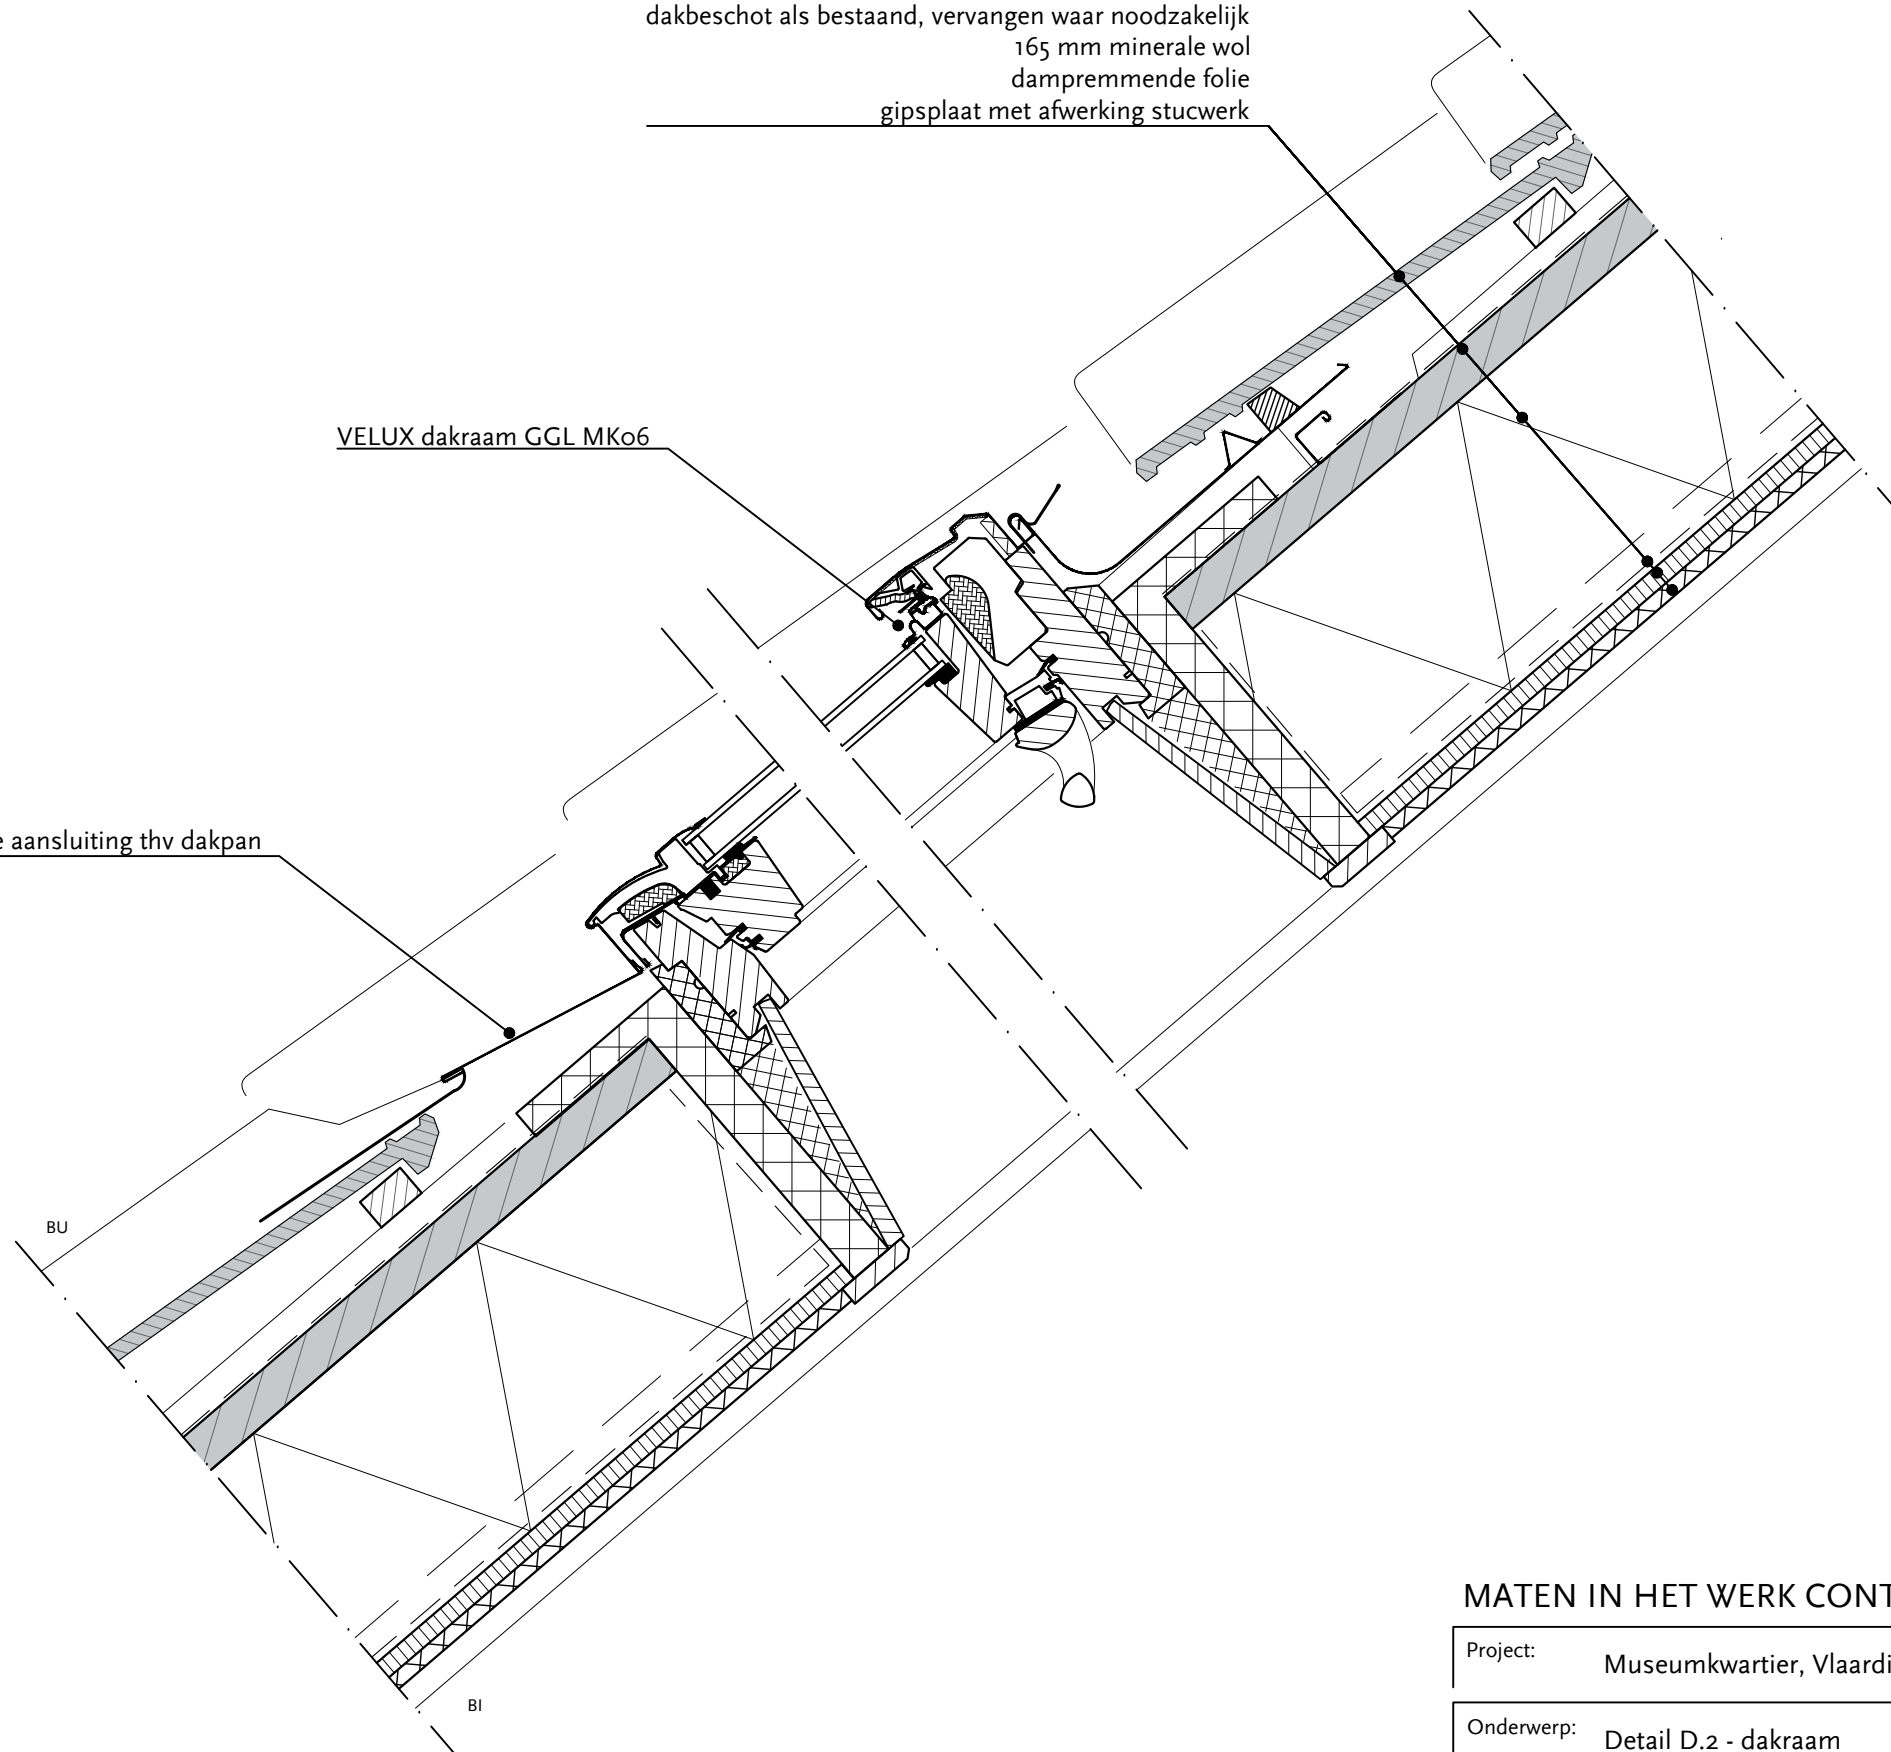 dakbeschot als bestaand, vervangen waar noodzakelijk
165 mm minerale wol
dampremmende folie
gipsplaat met afwerking stucwerk
VELUX dakraam GGL MK06
e aansluiting thv dakpan
BU
BI
MATEN IN HET WERK CONT
Project: Museumkwartier, Vlaardi
Onderwerp: Detail D.2 - dakraam